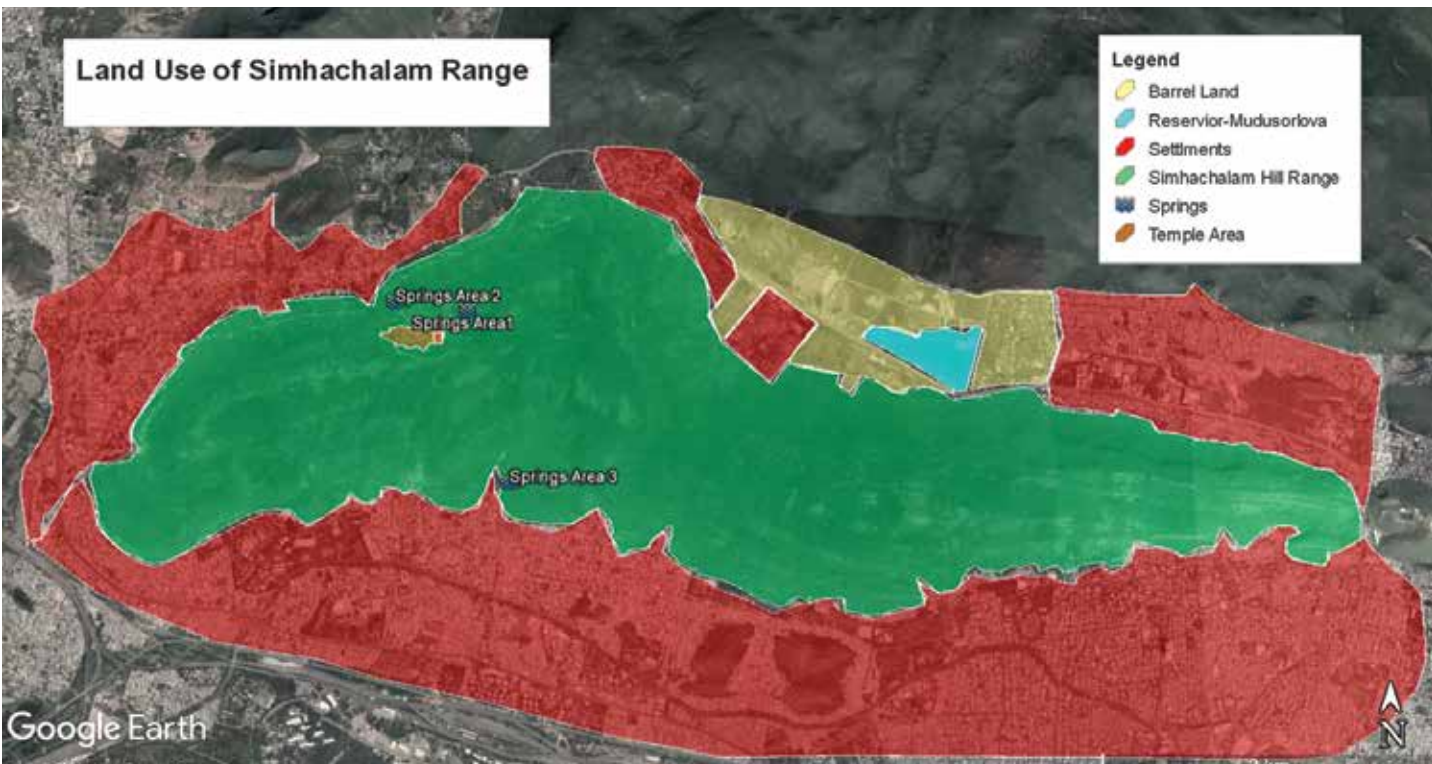 Land Use of Simhachalam Range
Legend
Barrel Land
Reservior-Mudusorlova
Settlments
Simhachalam Hill Range
Springs
Temple Area
Springs Area 2
Springs Area1
Springs Area 3
Google Earth
N